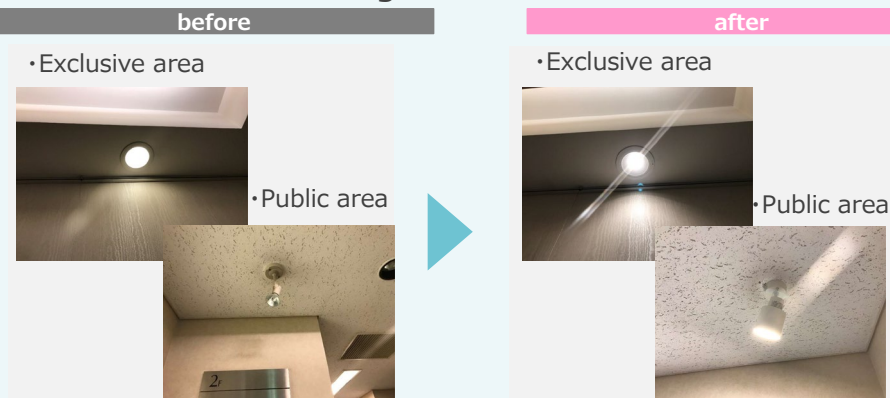 before
after
・Exclusive area
・Public area
2F
・Exclusive area
・Public area